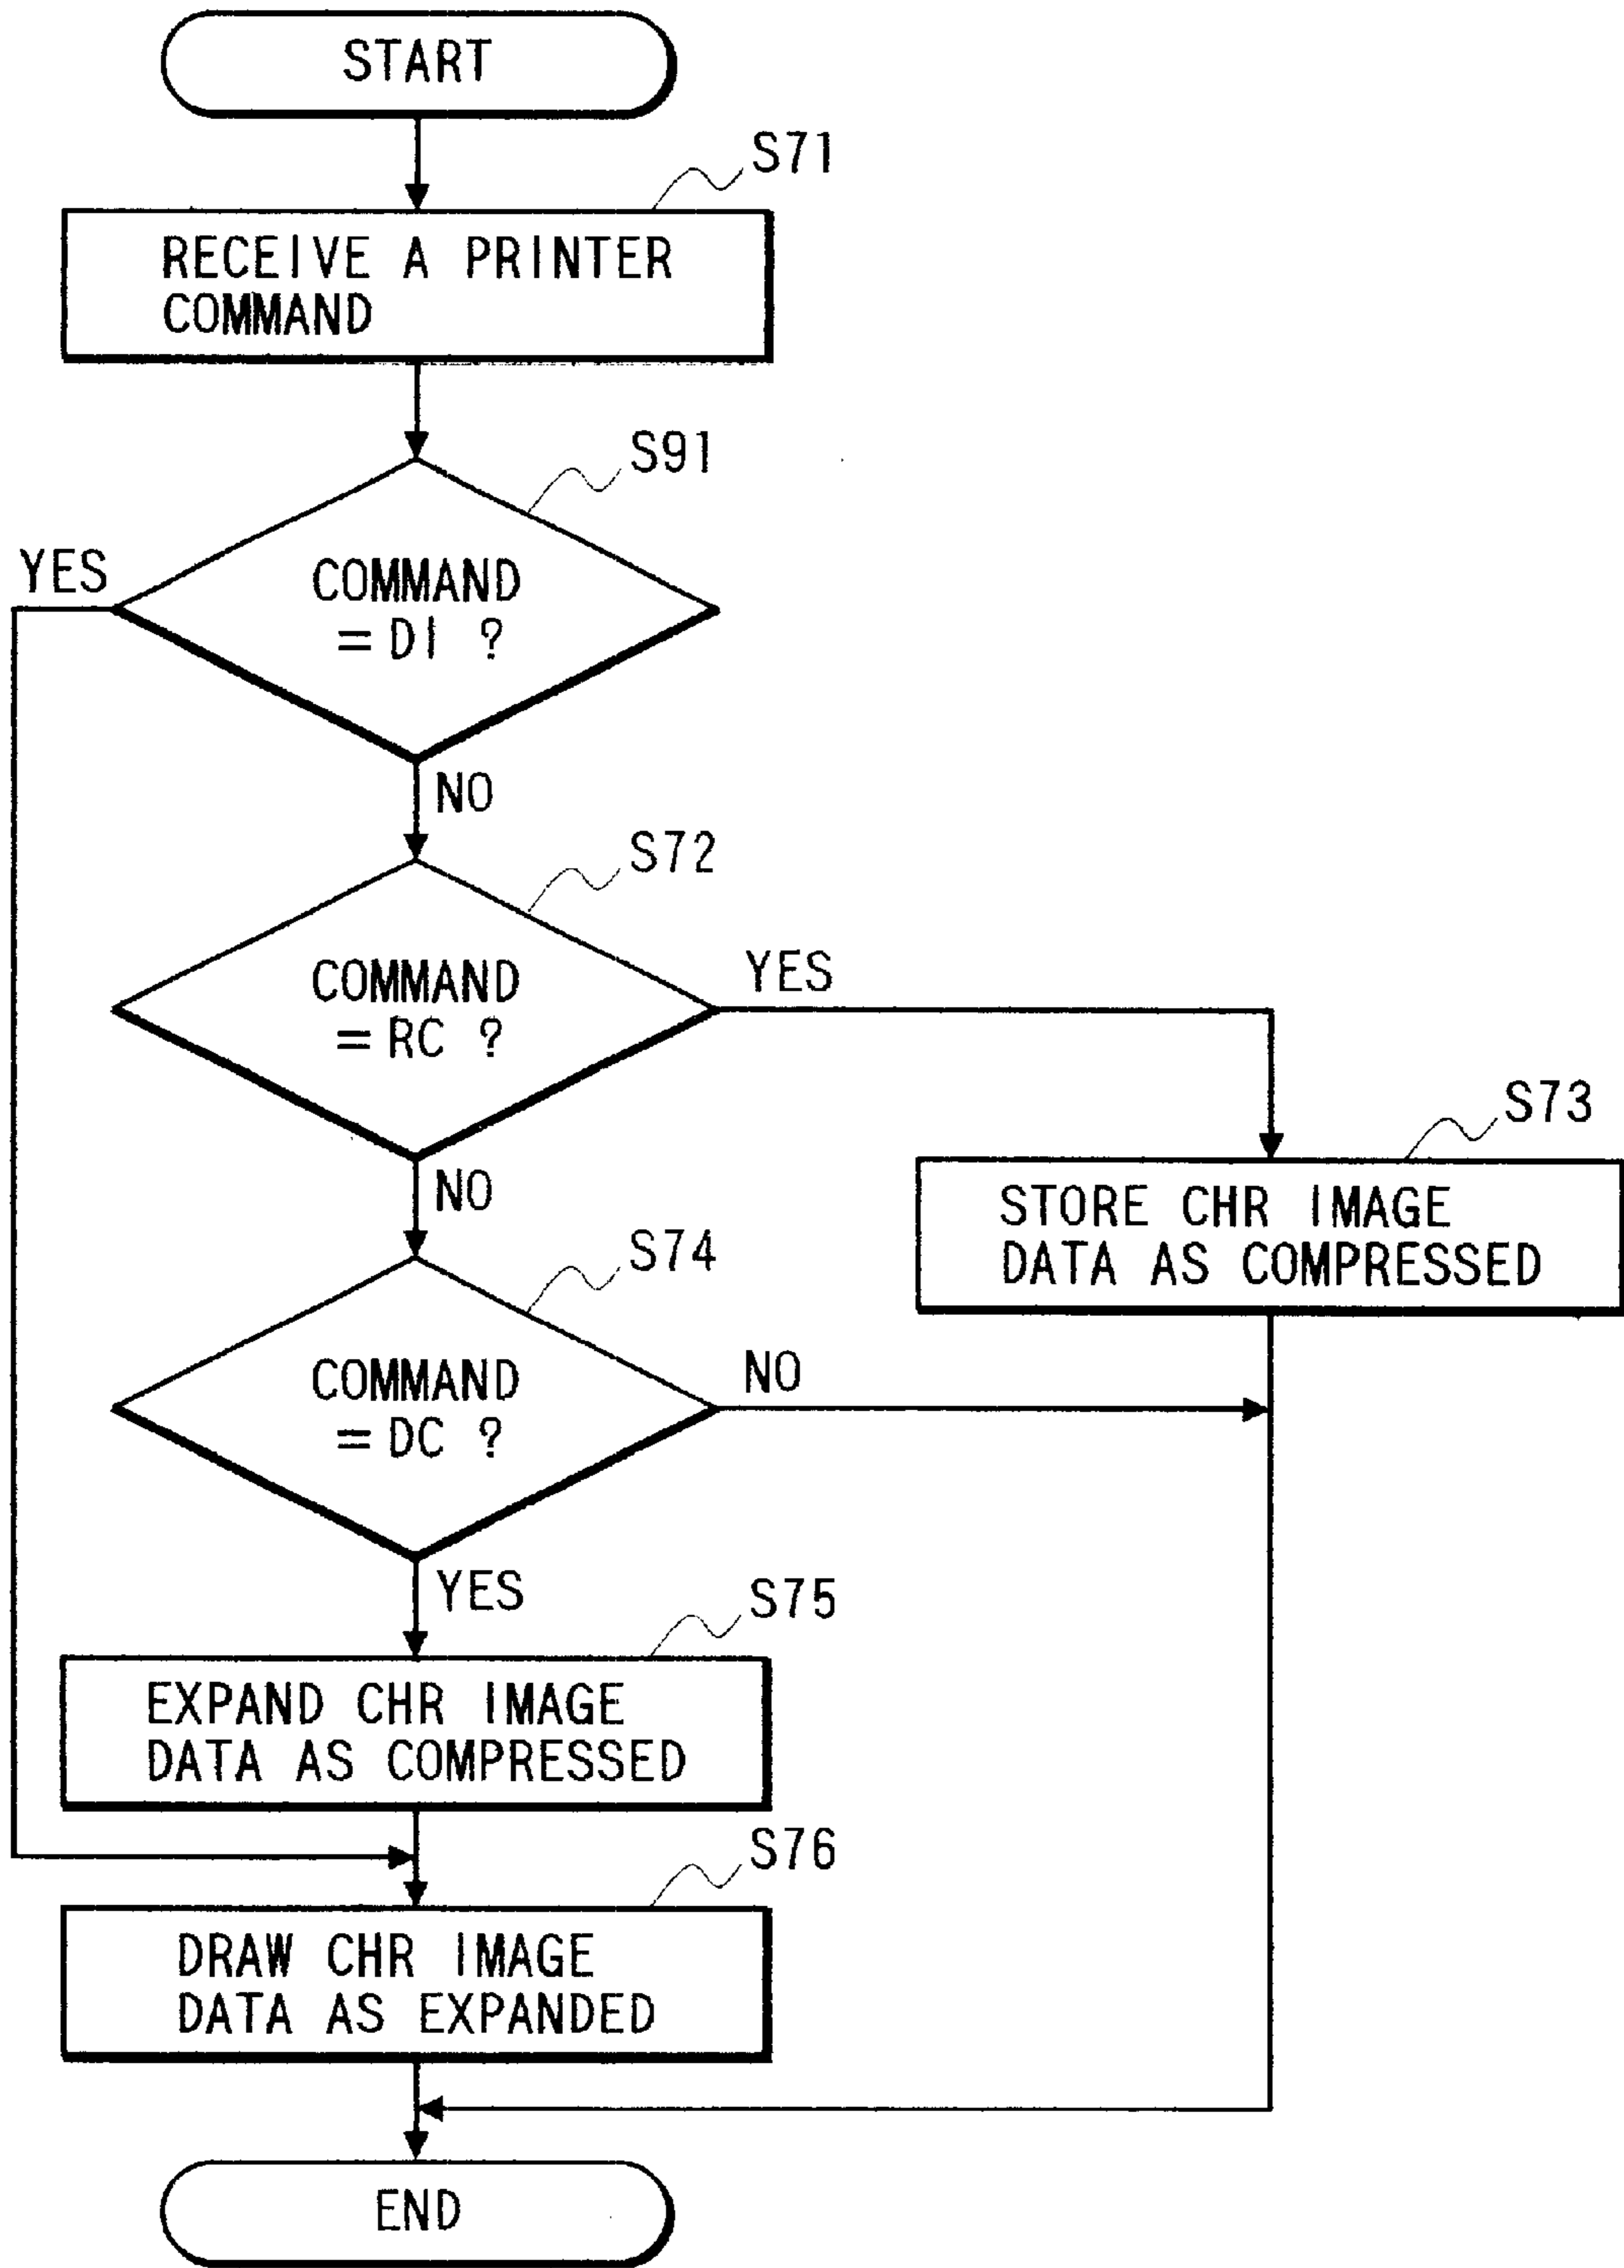 START
S71
RECEIVE A PRINTER
COMMAND
S91
YES
COMMAND
= DI ?
NO
S72
COMMAND
= RC ?
YES
S73
STORE CHR IMAGE
DATA AS COMPRESSED
NO
S74
COMMAND
= DC ?
NO
YES
S75
EXPAND CHR IMAGE
DATA AS COMPRESSED
S76
DRAW CHR IMAGE
DATA AS EXPANDED
END